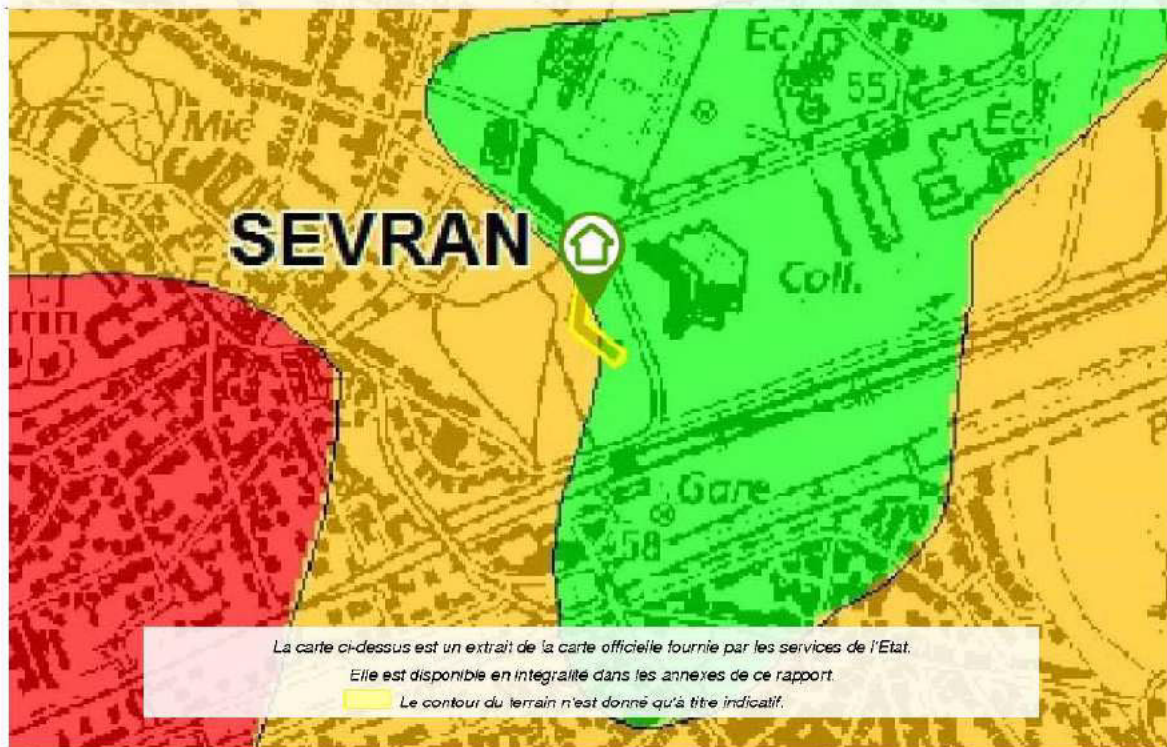 Ec.
55
Mic
Ec.
SEVRAN
Ec
Ec
Coll.
Gare
58
La carte ci-dessus est un extrait de la carte officielle fournie par les services de l'Etat.
Elle est disponible en intégralité dans les annexes de ce rapport.
Le contour du terrain n'est donné qu'à titre indicatif.